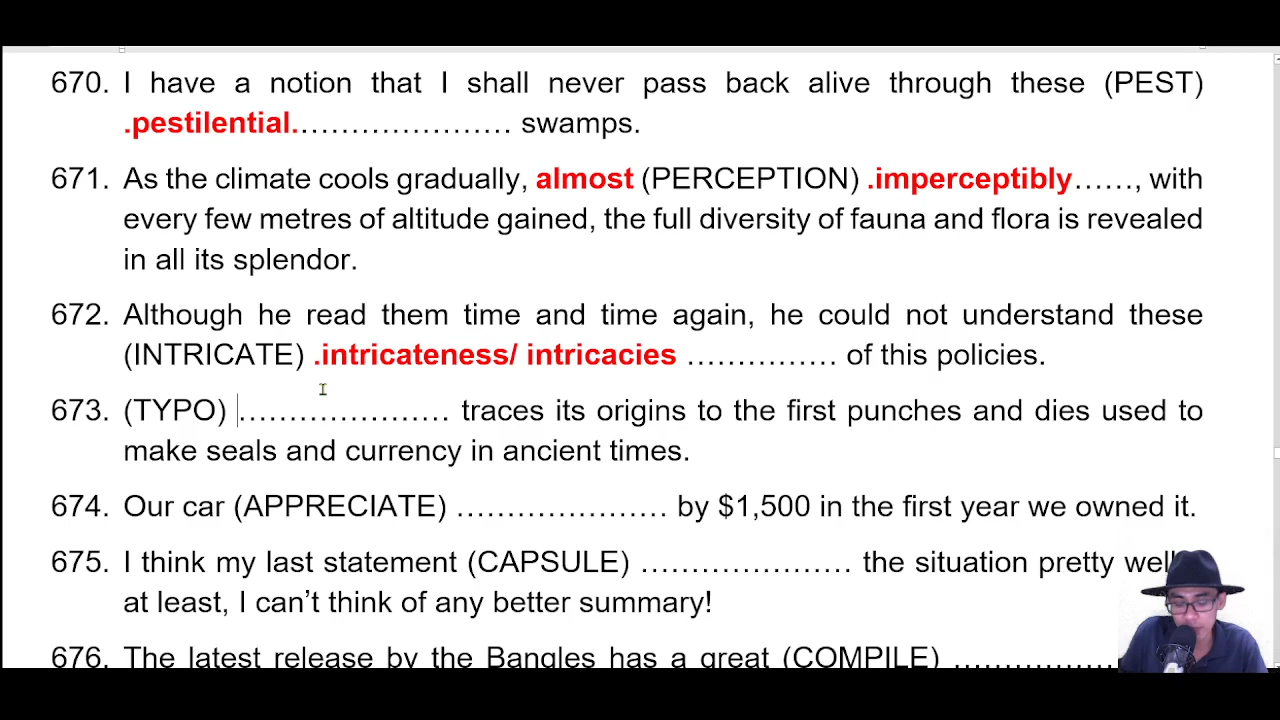 670. I have a notion that I shall never pass back alive through these (PEST)
.pestilential.………………… swamps.
671. As the climate cools gradually, almost (PERCEPTION) .imperceptibly……, with
every few metres of altitude gained, the full diversity of fauna and flora is revealed
in all its splendor.
672. Although he read them time and time again, he could not understand these
(INTRICATE) .intricateness/ intricacies …………… of this policies.
673. (TYPO) ………………… traces its origins to the first punches and dies used to
make seals and currency in ancient times.
674. Our car (APPRECIATE) ………………… by $1,500 in the first year we owned it.
675. I think my last statement (CAPSULE) ………………… the situation pretty well
at least, I can’t think of any better summary!
676. The latest release by the Bangles has a great (COMPILE) ………………